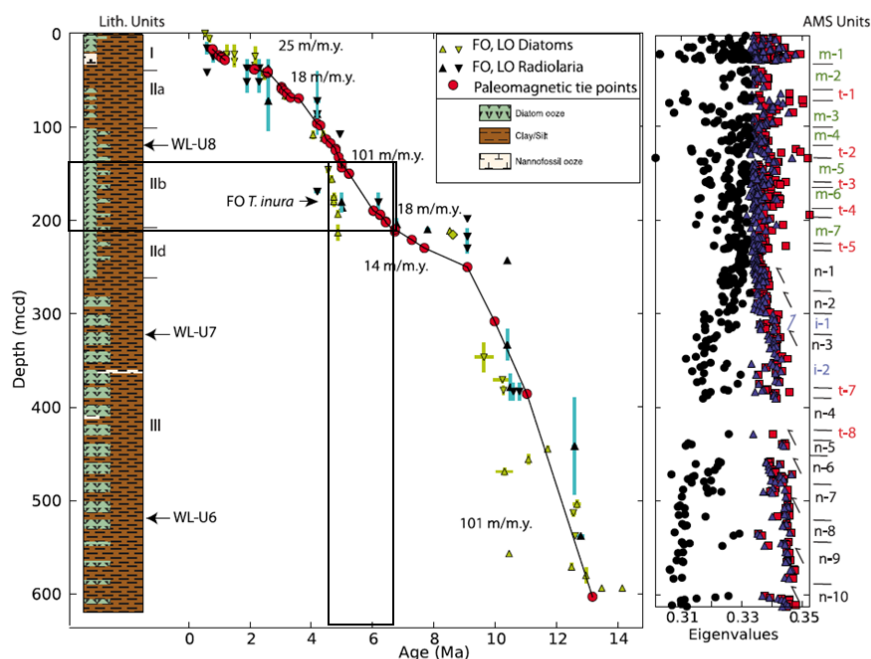 Lith. Units
AMS Units
0
100
200
300
400
500
600
Depth (mcd)
I
IIa
IIb
IId
III
WL-U8
WL-U7
WL-U6
FO T. inura
25 m/m.y.
18 m/m.y.
101 m/m.y.
18 m/m.y.
14 m/m.y.
101 m/m.y.
FO, LO Diatoms
FO, LO Radiolaria
Paleomagnetic tie points
Diatom ooze
Clay/Silt
Nannofossil ooze
0 2 4 6 8 10 12 14
Age (Ma)
m-1
m-2
t-1
m-3
m-4
t-2
m-5
t-3
m-6
t-4
m-7
t-5
n-1
n-2
i-1
n-3
i-2
t-7
n-4
t-8
n-5
n-6
n-7
n-8
n-9
n-10
0.31 0.33 0.35
Eigenvalues